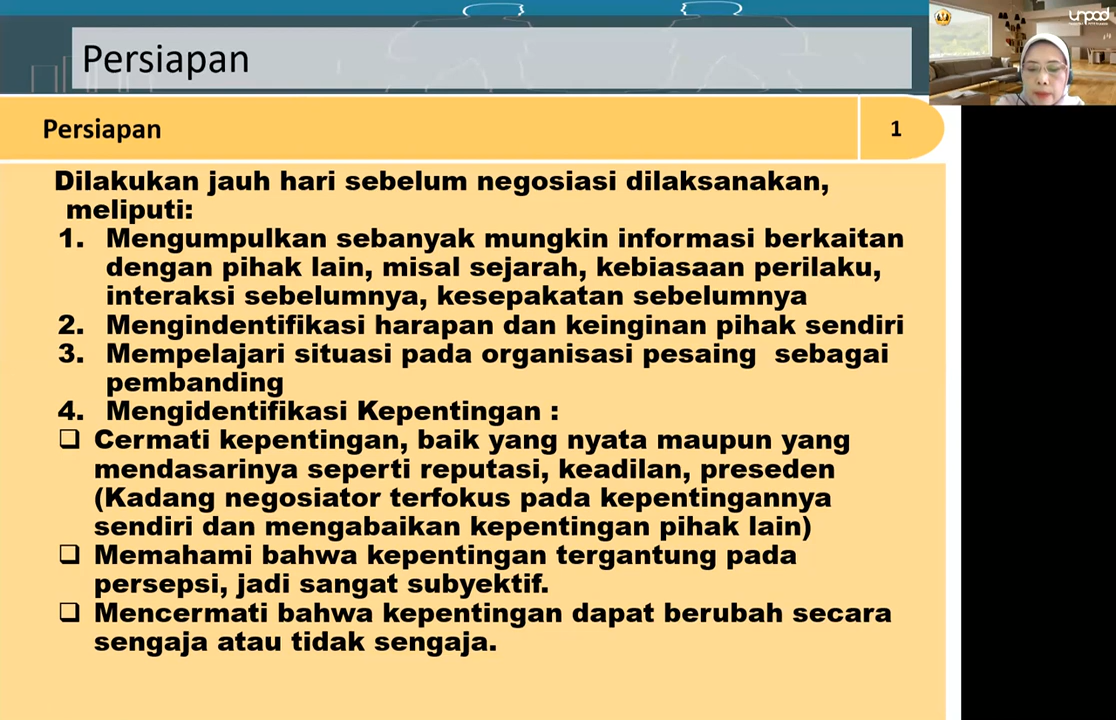 Persiapan
unpad
Persiapan
1
Dilakukan jauh hari sebelum negosiasi dilaksanakan,
meliputi:
1. Mengumpulkan sebanyak mungkin informasi berkaitan
dengan pihak lain, misal sejarah, kebiasaan perilaku,
interaksi sebelumnya, kesepakatan sebelumnya
2. Mengindentifikasi harapan dan keinginan pihak sendiri
3. Mempelajari situasi pada organisasi pesaing sebagai
pembanding
4. Mengidentifikasi Kepentingan :
❑ Cermati kepentingan, baik yang nyata maupun yang
mendasarinya seperti reputasi, keadilan, preseden
(Kadang negosiator terfokus pada kepentingannya
sendiri dan mengabaikan kepentingan pihak lain)
❑ Memahami bahwa kepentingan tergantung pada
persepsi, jadi sangat subyektif.
❑ Mencermati bahwa kepentingan dapat berubah secara
sengaja atau tidak sengaja.